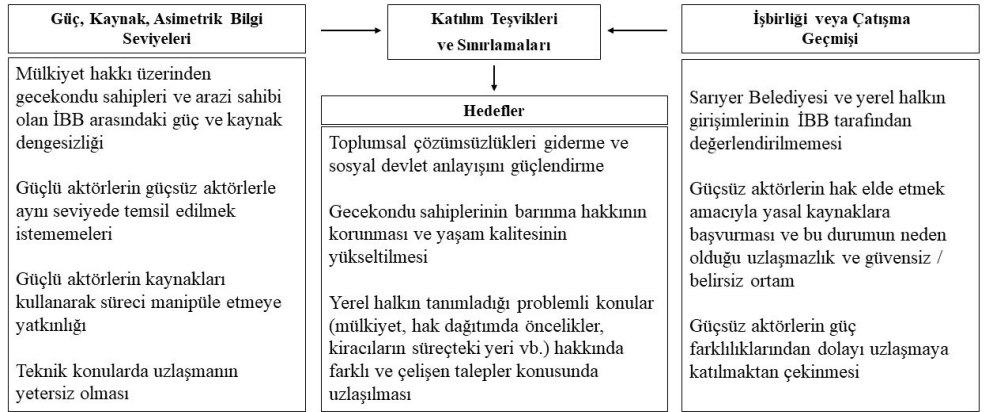 Güç, Kaynak, Asimetrik Bilgi
Seviyeleri
Mülkiyet hakkı üzerinden
gecekondu sahipleri ve arazi sahibi
olan İBB arasındaki güç ve kaynak
dengesizliği
Güçlü aktörlerin güçsüz aktörlerle
aynı seviyede temsil edilmek
istememeleri
Güçlü aktörlerin kaynakları
kullanarak süreci manipüle etmeye
yatkınlığı
Teknik konularda uzlaşmanın
yetersiz olması
Katılım Teşvikleri
ve Sınırlamaları
Hedefler
Toplumsal çözümsüzlükleri giderme ve
sosyal devlet anlayışını güçlendirme
Gecekondu sahiplerinin barınma hakkının
korunması ve yaşam kalitesinin
yükseltilmesi
Yerel halkın tanımladığı problemli konular
(mülkiyet, hak dağıtımda öncelikler,
kiracıların süreçteki yeri vb.) hakkında
farklı ve çelişen talepler konusunda
uzlaşılması
İşbirliği veya Çatışma
Geçmişi
Sarıyer Belediyesi ve yerel halkın
girişimlerinin İBB tarafından
değerlendirilmemesi
Güçsüz aktörlerin hak elde etmek
amacıyla yasal kaynaklara
başvurması ve bu durumun neden
olduğu uzlaşmazlık ve güvensiz /
belirsiz ortam
Güçsüz aktörlerin güç
farklılıklarından dolayı uzlaşmaya
katılmaktan çekinmesi